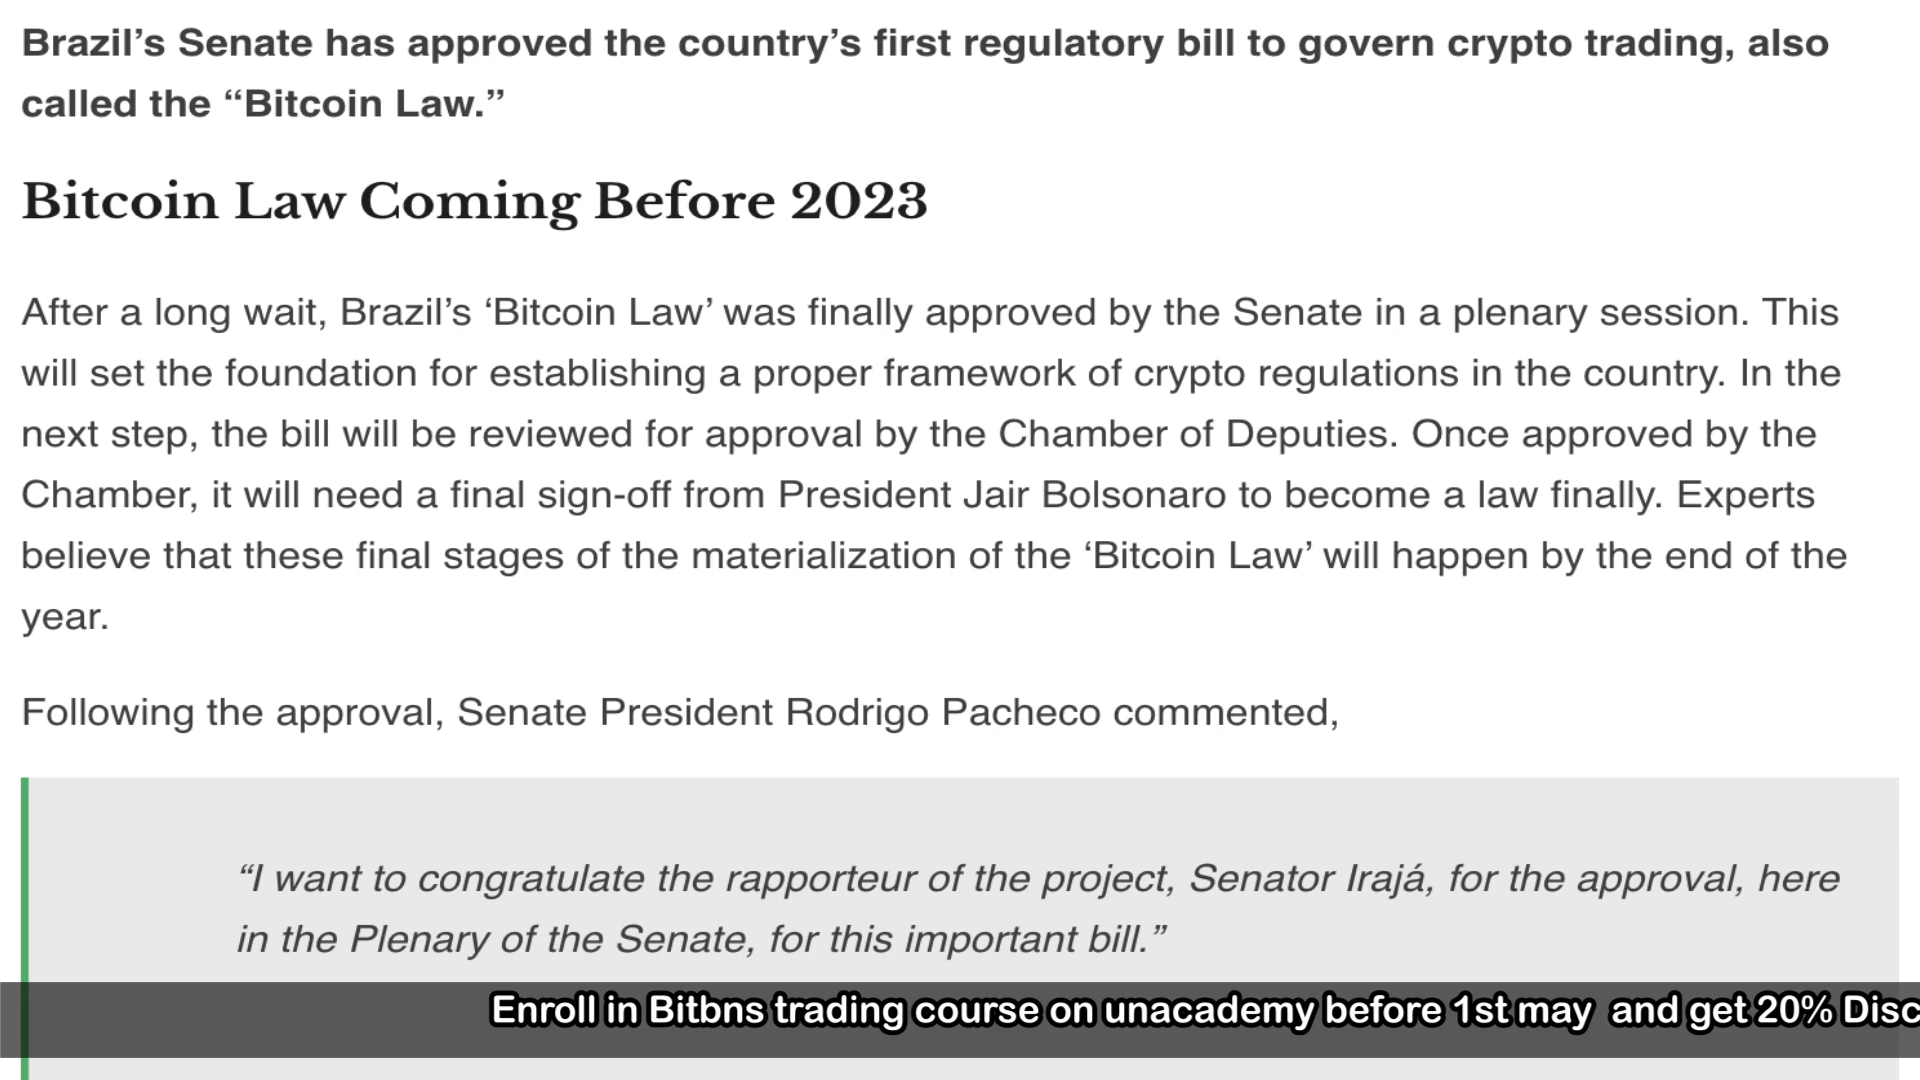 Brazil’s Senate has approved the country’s first regulatory bill to govern crypto trading, also
called the “Bitcoin Law.”
Bitcoin Law Coming Before 2023
After a long wait, Brazil’s ‘Bitcoin Law’ was finally approved by the Senate in a plenary session. This
will set the foundation for establishing a proper framework of crypto regulations in the country. In the
next step, the bill will be reviewed for approval by the Chamber of Deputies. Once approved by the
Chamber, it will need a final sign-off from President Jair Bolsonaro to become a law finally. Experts
believe that these final stages of the materialization of the ‘Bitcoin Law’ will happen by the end of the
year.
Following the approval, Senate President Rodrigo Pacheco commented,
“I want to congratulate the rapporteur of the project, Senator Irajá, for the approval, here
in the Plenary of the Senate, for this important bill.”
Enroll in Bitbns trading course on unacademy before 1st may and get 20% Disc